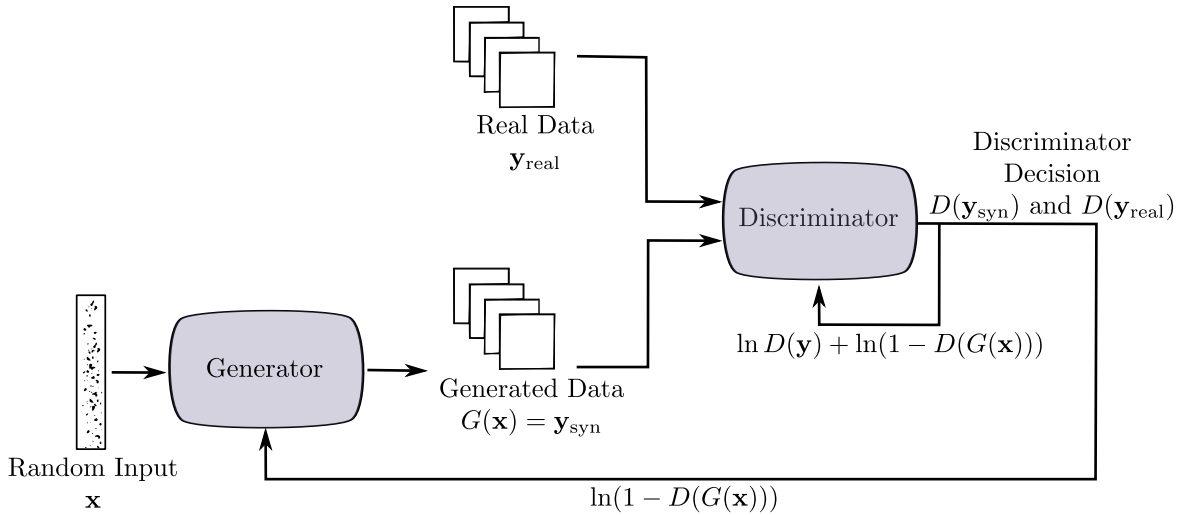 Real Data
y_real
Discriminator
Decision
D(y_syn) and D(y_real)
Discriminator
ln D(y) + ln(1 − D(G(x)))
Generator
Generated Data
G(x) = y_syn
Random Input
x
ln(1 − D(G(x)))